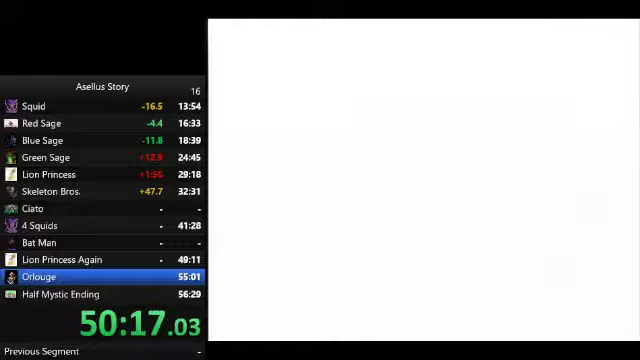 Asellus Story
16
Squid -16.5 13:54
Red Sage -4.4 16:33
Blue Sage -11.8 18:39
Green Sage +12.9 24:45
Lion Princess +1:56 29:18
Skeleton Bros. +47.7 32:31
Ciato - -
4 Squids - 41:28
Bat Man - -
Lion Princess Again - 49:11
Orlouge 55:01
Half Mystic Ending 56:29
50:17.03
Previous Segment -